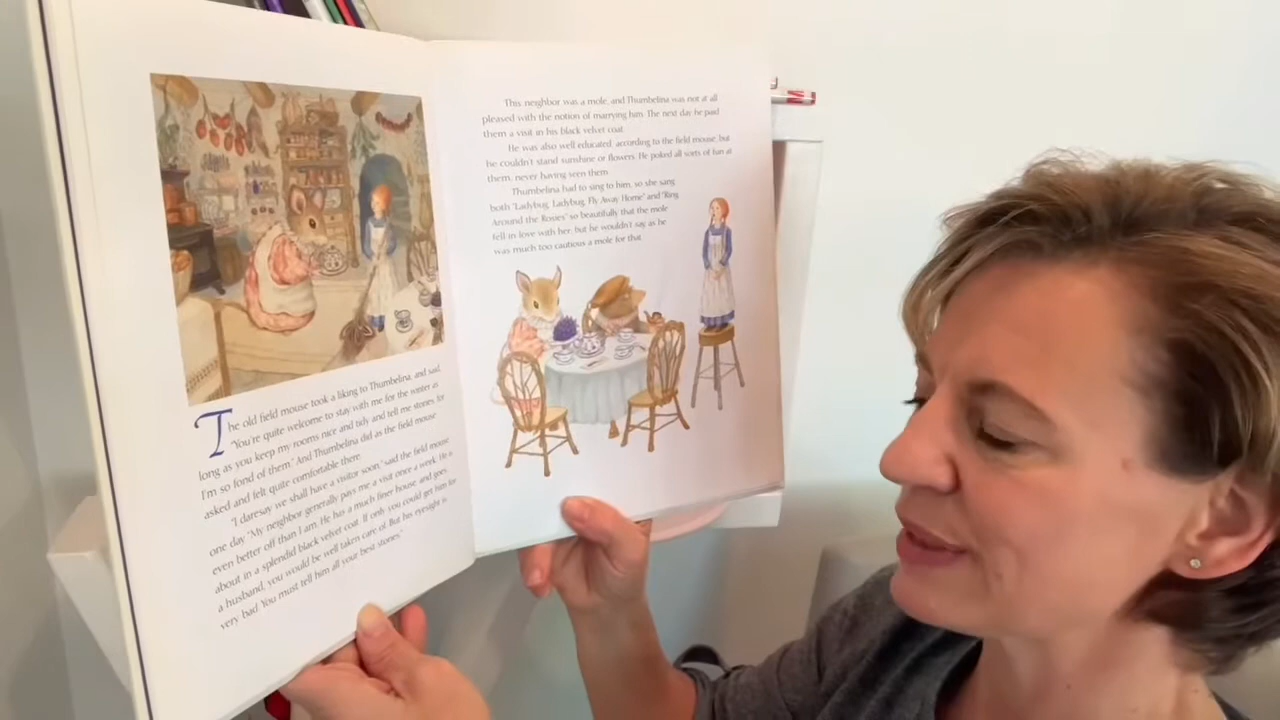 The old field mouse took a liking to Thumbelina, and said,
"You're quite welcome to stay with me for the winter as
long as you keep my rooms nice and tidy and tell me stories, for
I'm so fond of them." And Thumbelina did as the field mouse
asked and felt quite comfortable there.
"I daresay we shall have a visitor soon," said the field mouse
one day. "My neighbor generally pays me a visit once a week. He is
even better off than I am. He has a much finer house, and goes
about in a splendid black velvet coat. If only you could get him for
a husband, you would be well taken care of. But his eyesight is
very bad. You must tell him all your best stories."
This neighbor was a mole, and Thumbelina was not at all
pleased with the notion of marrying him. The next day he paid
them a visit in his black velvet coat.
He was also well educated, according to the field mouse, but
he couldn't stand sunshine or flowers. He poked all sorts of fun at
them, never having seen them.
Thumbelina had to sing to him, so she sang
both "Ladybug, Ladybug, Fly Away Home" and "Ring
Around the Rosies" so beautifully that the mole
fell in love with her; but he wouldn't say, as he
was much too cautious a mole for that.